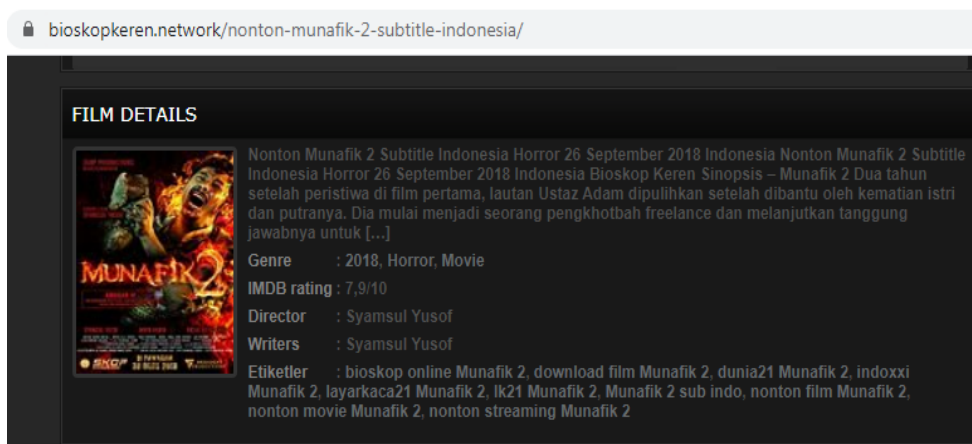 bioskopkeren.network/nonton-munafik-2-subtitle-indonesia/
FILM DETAILS
Nonton Munafik 2 Subtitle Indonesia Horror 26 September 2018 Indonesia Nonton Munafik 2 Subtitle
Indonesia Horror 26 September 2018 Indonesia Bioskop Keren Sinopsis – Munafik 2 Dua tahun
setelah peristiwa di film pertama, lautan Ustaz Adam dipulihkan setelah dibantu oleh kematian istri
dan putranya. Dia mulai menjadi seorang pengkhotbah freelance dan melanjutkan tanggung
jawabnya untuk [...]
Genre : 2018, Horror, Movie
IMDB rating : 7,9/10
Director : Syamsul Yusof
Writers : Syamsul Yusof
Etiketler : bioskop online Munafik 2, download film Munafik 2, dunia21 Munafik 2, indoxxi
Munafik 2, layarkaca21 Munafik 2, lk21 Munafik 2, Munafik 2 sub indo, nonton film Munafik 2,
nonton movie Munafik 2, nonton streaming Munafik 2
MUNAFIK 2
SKOP